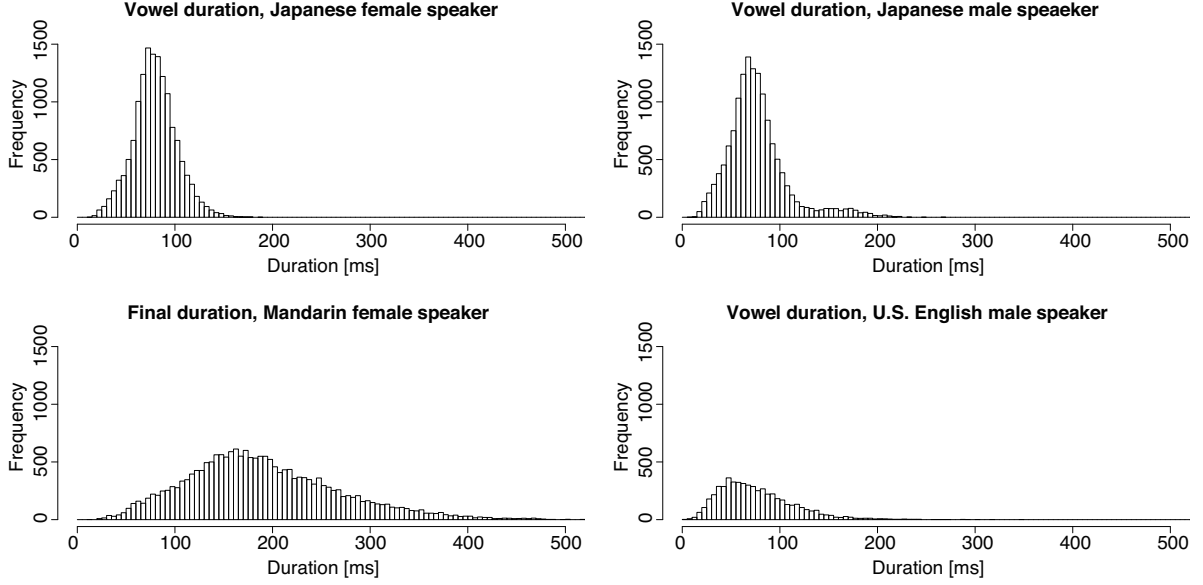 Vowel duration, Japanese female speaker
Frequency
0 500 1000 1500
0 100 200 300 400 500
Duration [ms]
Vowel duration, Japanese male speaeker
Frequency
0 500 1000 1500
0 100 200 300 400 500
Duration [ms]
Final duration, Mandarin female speaker
Frequency
0 500 1000 1500
0 100 200 300 400 500
Duration [ms]
Vowel duration, U.S. English male speaker
Frequency
0 500 1000 1500
0 100 200 300 400 500
Duration [ms]